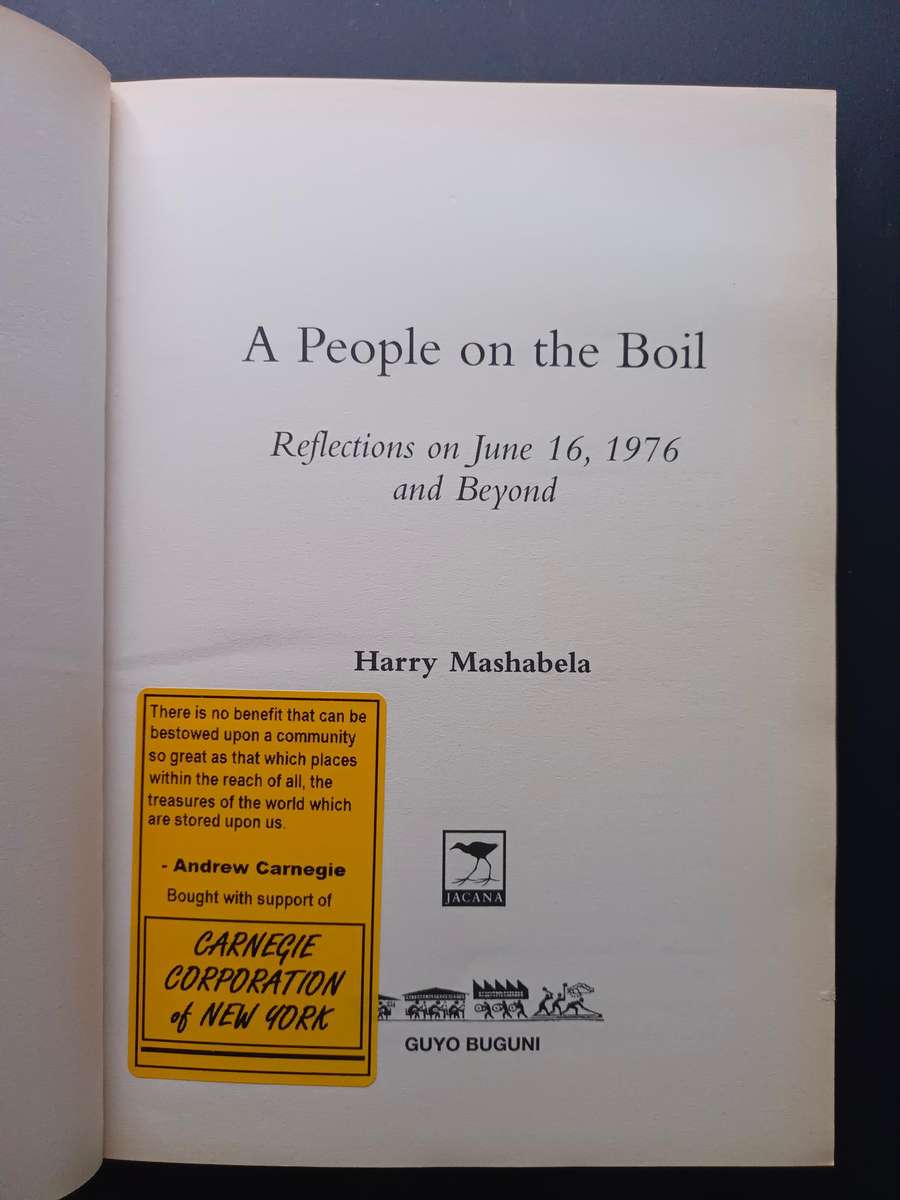 A People on the Boil
Reflections on June 16, 1976
and Beyond
Harry Mashabela
There is no benefit that can be
bestowed upon a community
so great as that which places
within the reach of all, the
treasures of the world which
are stored upon us.
- Andrew Carnegie
Bought with support of
CARNEGIE
CORPORATION
of NEW YORK
JACANA
GUYO BUGUNI